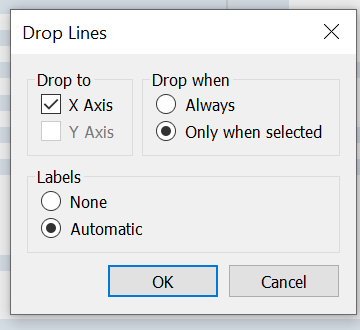 Drop Lines
Drop to
X Axis
Y Axis
Drop when
Always
Only when selected
Labels
None
Automatic
OK
Cancel